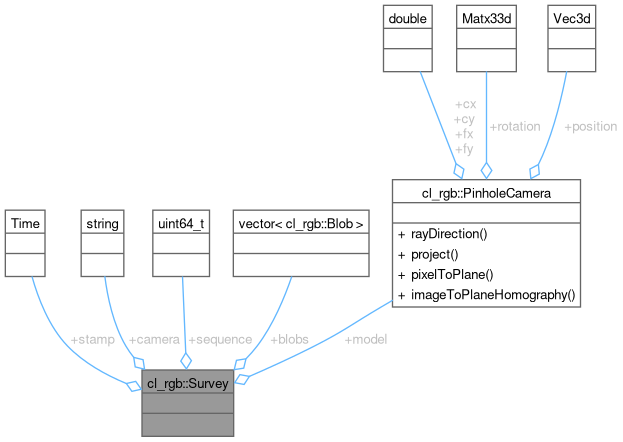 double
Matx33d
Vec3d
+cx
+cy
+fx
+fy
+rotation
+position
cl_rgb::PinholeCamera
+ rayDirection()
+ project()
+ pixelToPlane()
+ imageToPlaneHomography()
Time
string
uint64_t
vector< cl_rgb::Blob >
+stamp
+camera
+sequence
+blobs
+model
cl_rgb::Survey